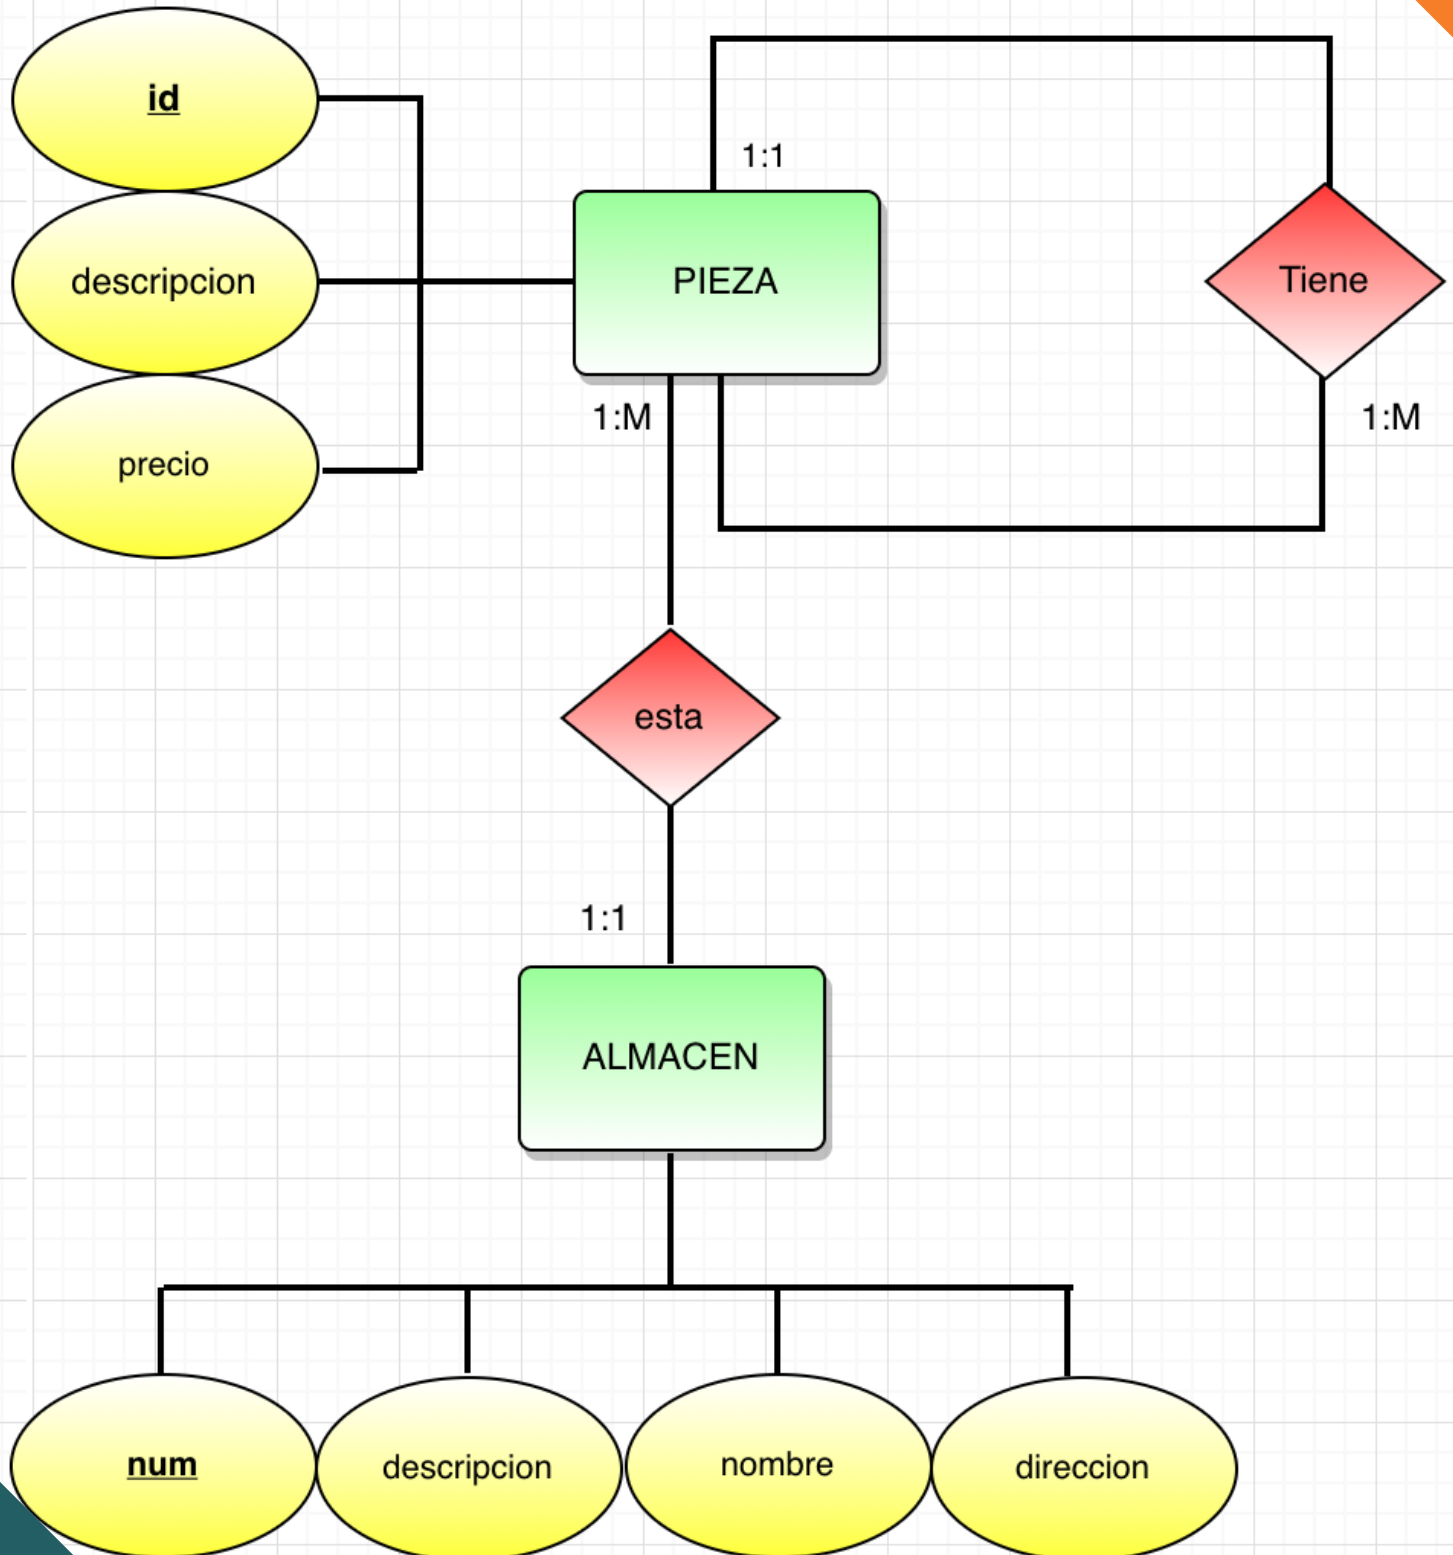 id
descripcion
precio
1:1
PIEZA
Tiene
1:M
1:M
esta
1:1
ALMACEN
num
descripcion
nombre
direccion